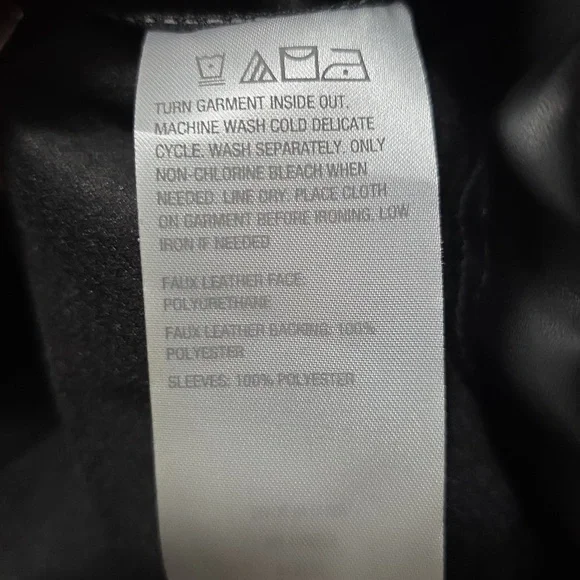 TURN GARMENT INSIDE OUT.
MACHINE WASH COLD DELICATE
CYCLE. WASH SEPARATELY. ONLY
NON-CHLORINE BLEACH WHEN
NEEDED. LINE DRY. PLACE CLOTH
ON GARMENT BEFORE IRONING. LOW
IRON IF NEEDED
FAUX LEATHER FACE:
POLYURETHANE
FAUX LEATHER BACKING: 100%
POLYESTER
SLEEVES: 100% POLYESTER